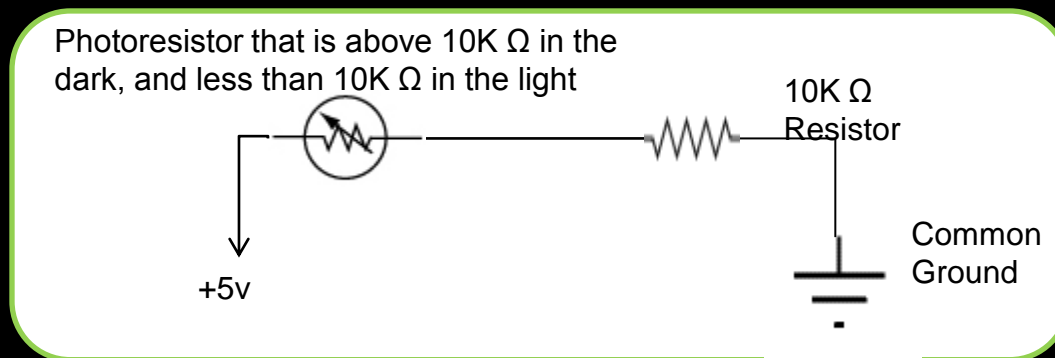 Photoresistor that is above 10K Ω in the
dark, and less than 10K Ω in the light
10K Ω
Resistor
Common
Ground
+5v